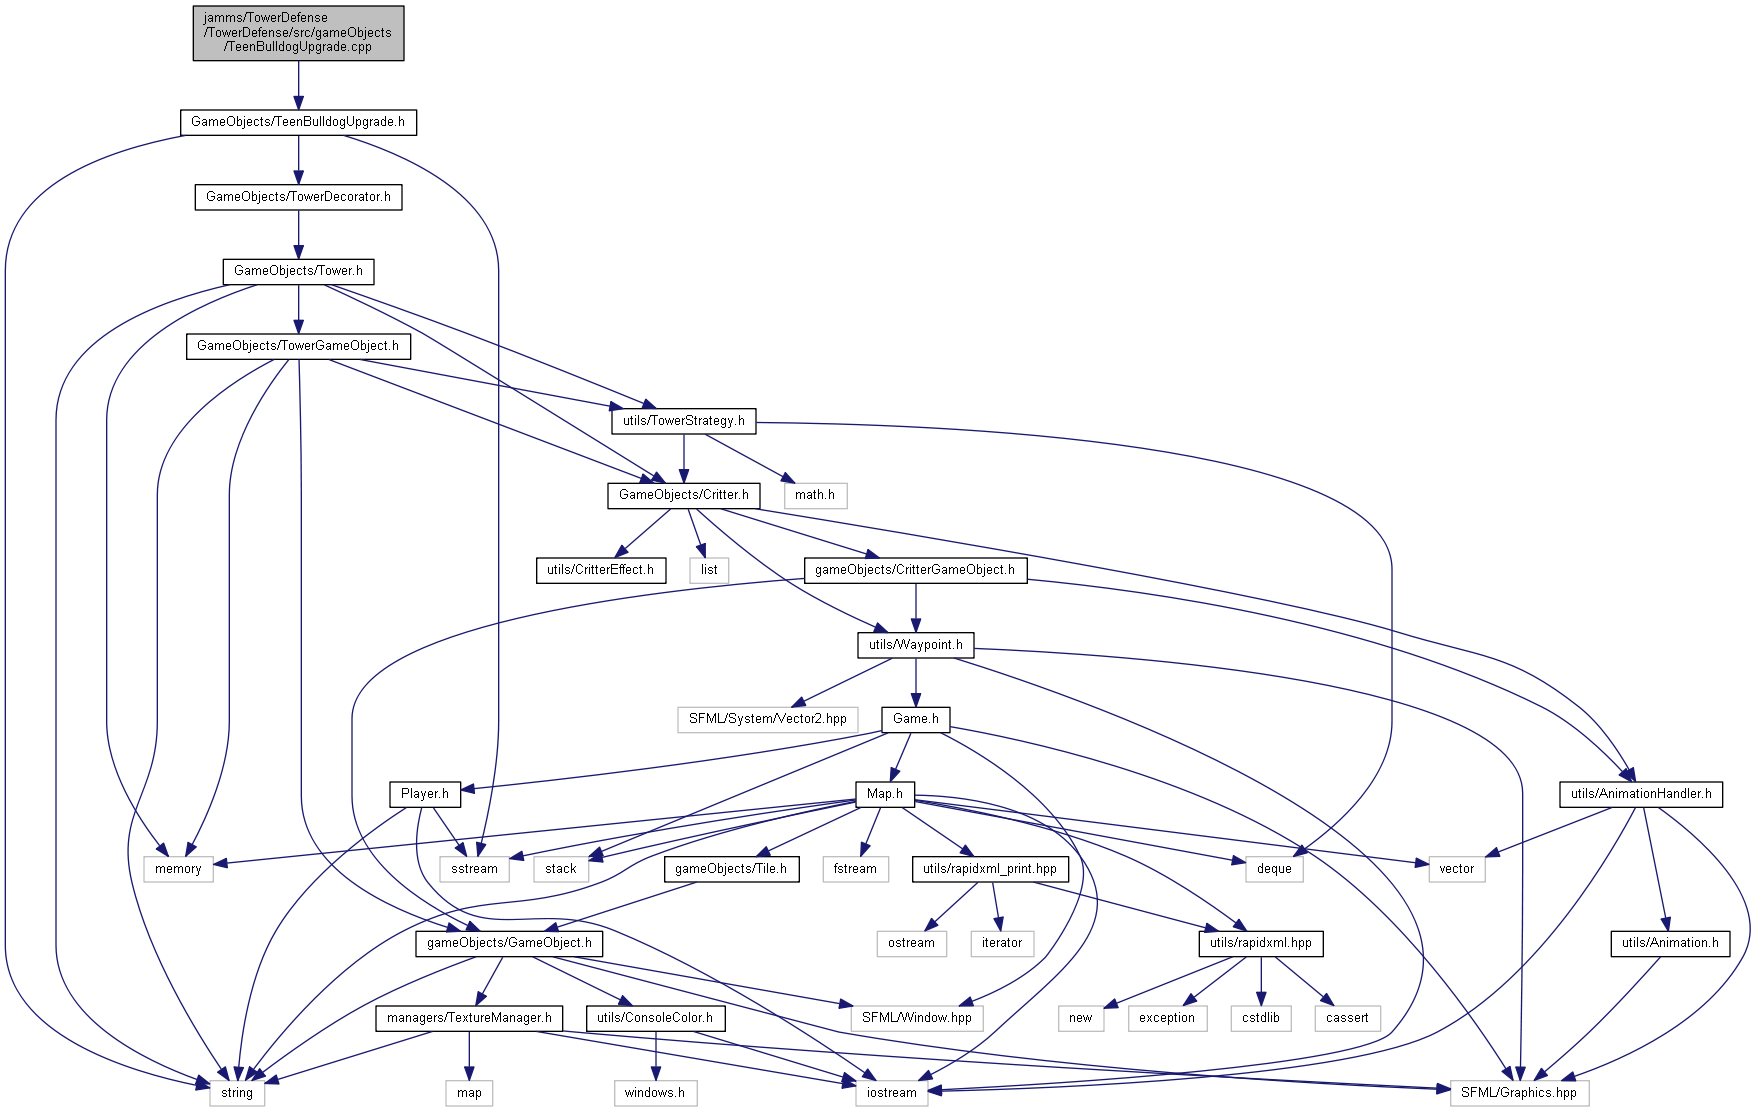 jamms/TowerDefense
/TowerDefense/src/gameObjects
/TeenBulldogUpgrade.cpp
GameObjects/TeenBulldogUpgrade.h
GameObjects/TowerDecorator.h
GameObjects/Tower.h
GameObjects/TowerGameObject.h
utils/TowerStrategy.h
GameObjects/Critter.h
math.h
utils/CritterEffect.h
list
gameObjects/CritterGameObject.h
utils/Waypoint.h
SFML/System/Vector2.hpp
Game.h
Player.h
Map.h
utils/AnimationHandler.h
memory
sstream
stack
gameObjects/Tile.h
fstream
utils/rapidxml_print.hpp
deque
vector
gameObjects/GameObject.h
ostream
iterator
utils/rapidxml.hpp
utils/Animation.h
managers/TextureManager.h
utils/ConsoleColor.h
SFML/Window.hpp
new
exception
cstdlib
cassert
string
map
windows.h
iostream
SFML/Graphics.hpp